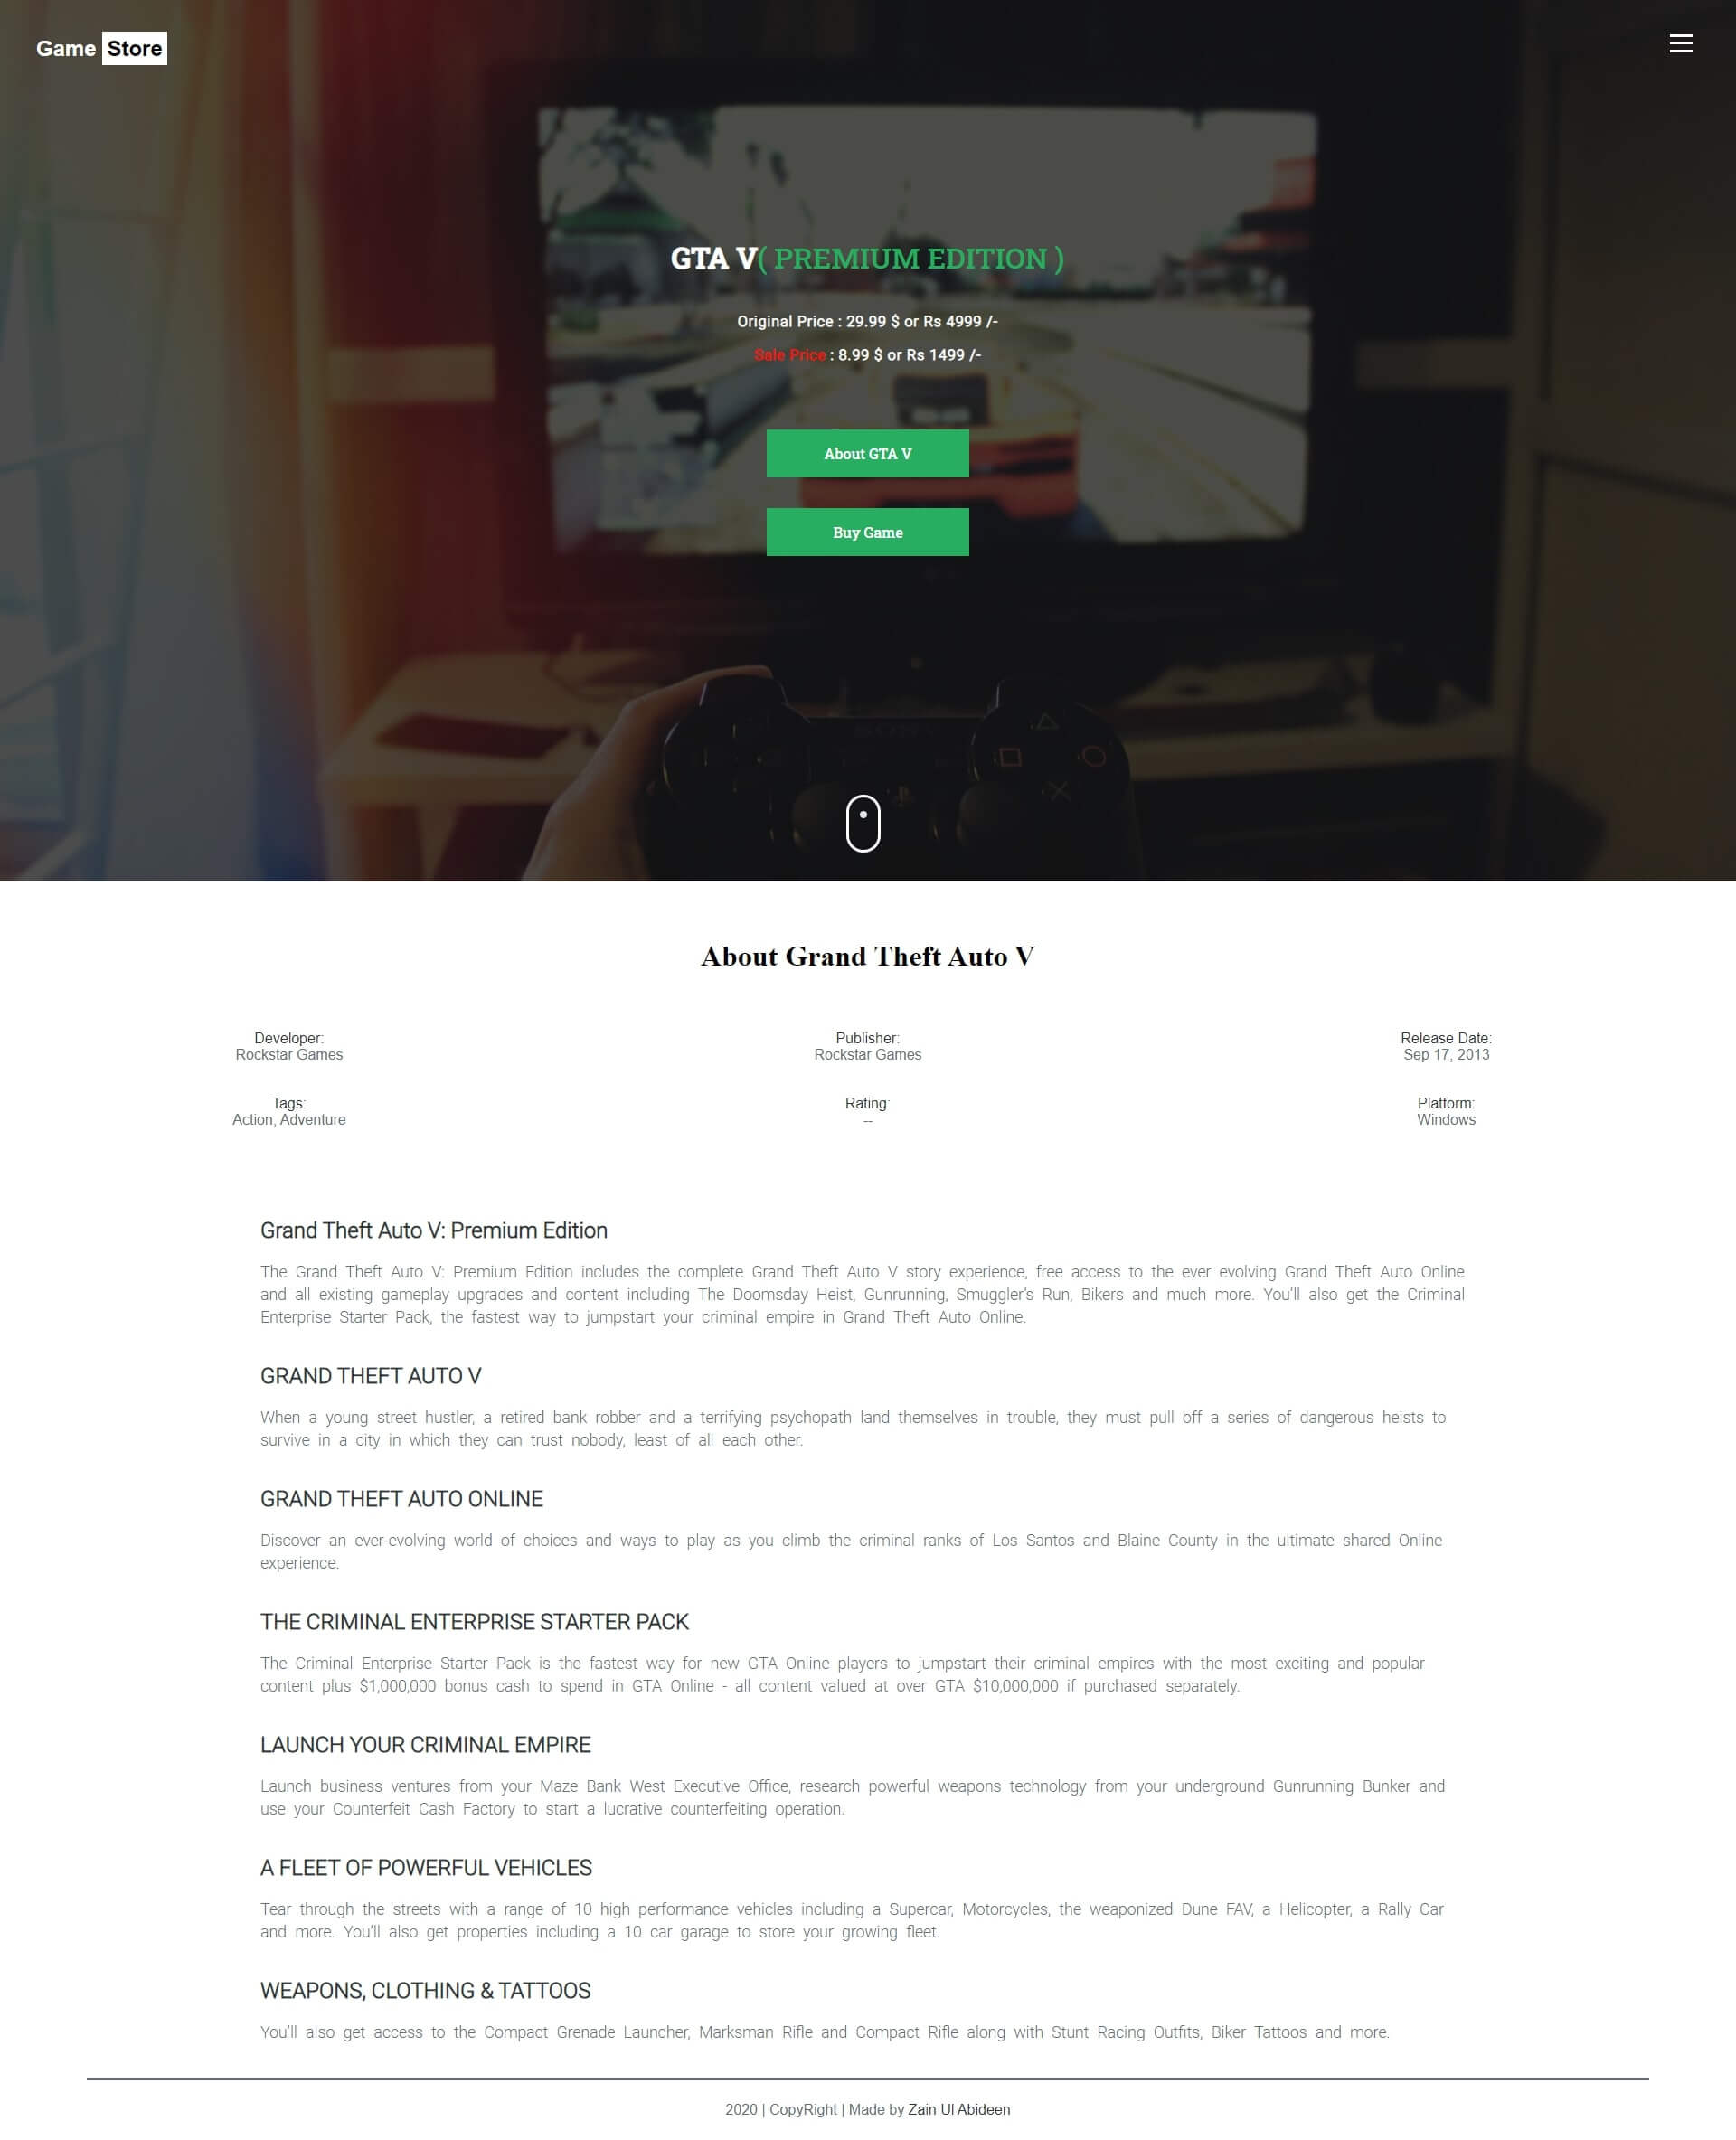 Game Store
GTA V( PREMIUM EDITION )
Original Price : 29.99 $ or Rs 4999 /-
Sale Price : 8.99 $ or Rs 1499 /-
About GTA V
Buy Game
About Grand Theft Auto V
Developer:
Rockstar Games
Publisher:
Rockstar Games
Release Date:
Sep 17, 2013
Tags:
Action, Adventure
Rating:
--
Platform:
Windows
Grand Theft Auto V: Premium Edition
The Grand Theft Auto V: Premium Edition includes the complete Grand Theft Auto V story experience, free access to the ever evolving Grand Theft Auto Online
and all existing gameplay upgrades and content including The Doomsday Heist, Gunrunning, Smuggler's Run, Bikers and much more. You'll also get the Criminal
Enterprise Starter Pack, the fastest way to jumpstart your criminal empire in Grand Theft Auto Online.
GRAND THEFT AUTO V
When a young street hustler, a retired bank robber and a terrifying psychopath land themselves in trouble, they must pull off a series of dangerous heists to
survive in a city in which they can trust nobody, least of all each other.
GRAND THEFT AUTO ONLINE
Discover an ever-evolving world of choices and ways to play as you climb the criminal ranks of Los Santos and Blaine County in the ultimate shared Online
experience.
THE CRIMINAL ENTERPRISE STARTER PACK
The Criminal Enterprise Starter Pack is the fastest way for new GTA Online players to jumpstart their criminal empires with the most exciting and popular
content plus $1,000,000 bonus cash to spend in GTA Online - all content valued at over GTA $10,000,000 if purchased separately.
LAUNCH YOUR CRIMINAL EMPIRE
Launch business ventures from your Maze Bank West Executive Office, research powerful weapons technology from your underground Gunrunning Bunker and
use your Counterfeit Cash Factory to start a lucrative counterfeiting operation.
A FLEET OF POWERFUL VEHICLES
Tear through the streets with a range of 10 high performance vehicles including a Supercar, Motorcycles, the weaponized Dune FAV, a Helicopter, a Rally Car
and more. You'll also get properties including a 10 car garage to store your growing fleet.
WEAPONS, CLOTHING & TATTOOS
You'll also get access to the Compact Grenade Launcher, Marksman Rifle and Compact Rifle along with Stunt Racing Outfits, Biker Tattoos and more.
2020 | CopyRight | Made by Zain Ul Abideen